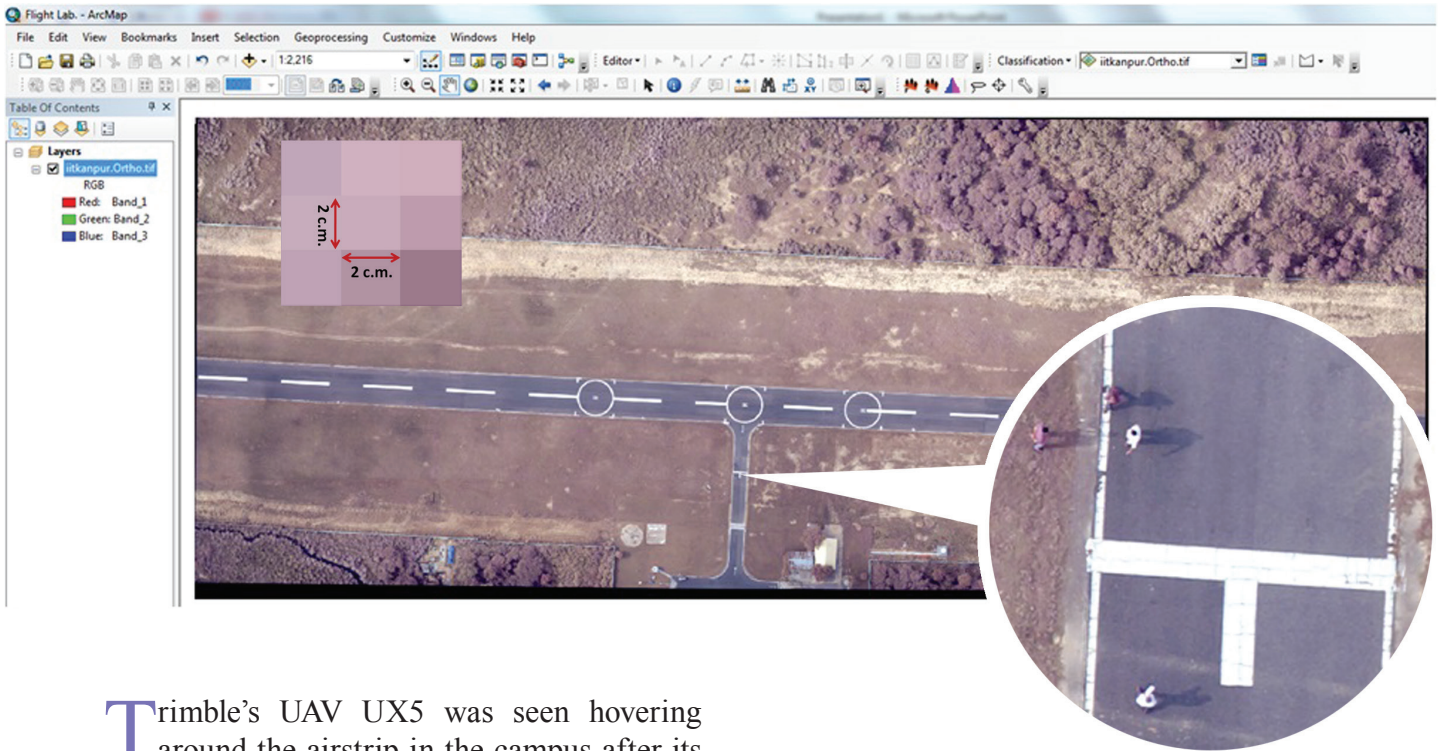 Flight Lab. - ArcMap
File Edit View Bookmarks Insert Selection Geoprocessing Customize Windows Help
1:2,216 Editor Classification iitkanpur.Ortho.tif
Table Of Contents
Layers
iitkanpur.Ortho.tif
RGB
Red: Band_1
Green: Band_2
Blue: Band_3
2 c.m.
2 c.m.
Trimble's UAV UX5 was seen hovering
around the airstrip in the campus after its